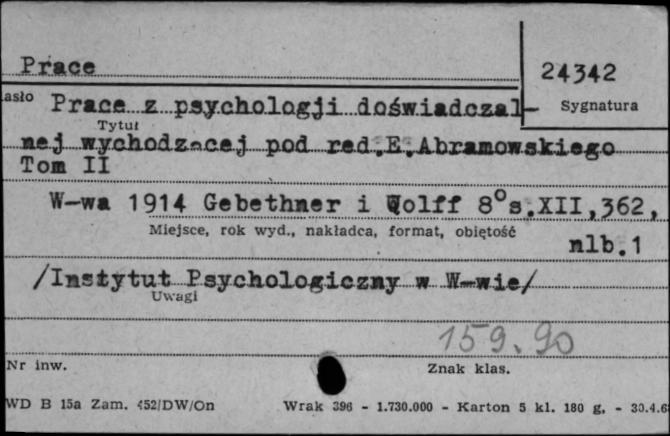 Prace
24342
asło Prace z psychologji doświadczal-
Sygnatura
Tytuł
nej wychodzącej pod red.E.Abramowskiego
Tom II
W-wa 1914 Gebethner i Wolff 8°s.XII,362,
Miejsce, rok wyd., nakładca, format, objętość
nlb.1
/Instytut Psychologiczny w W-wie/
Uwagi
159.90
Nr inw.
Znak klas.
WD B 15a Zam. 452/DW/On Wrak 396 - 1.730.000 - Karton 5 kl. 180 g. - 30.4.6